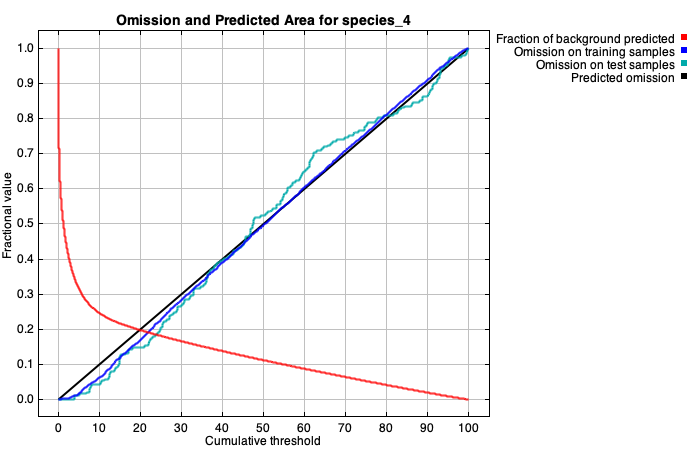 Omission and Predicted Area for species_4
Fraction of background predicted
Omission on training samples
Omission on test samples
Predicted omission
Fractional value
1.0
0.9
0.8
0.7
0.6
0.5
0.4
0.3
0.2
0.1
0.0
0 10 20 30 40 50 60 70 80 90 100
Cumulative threshold